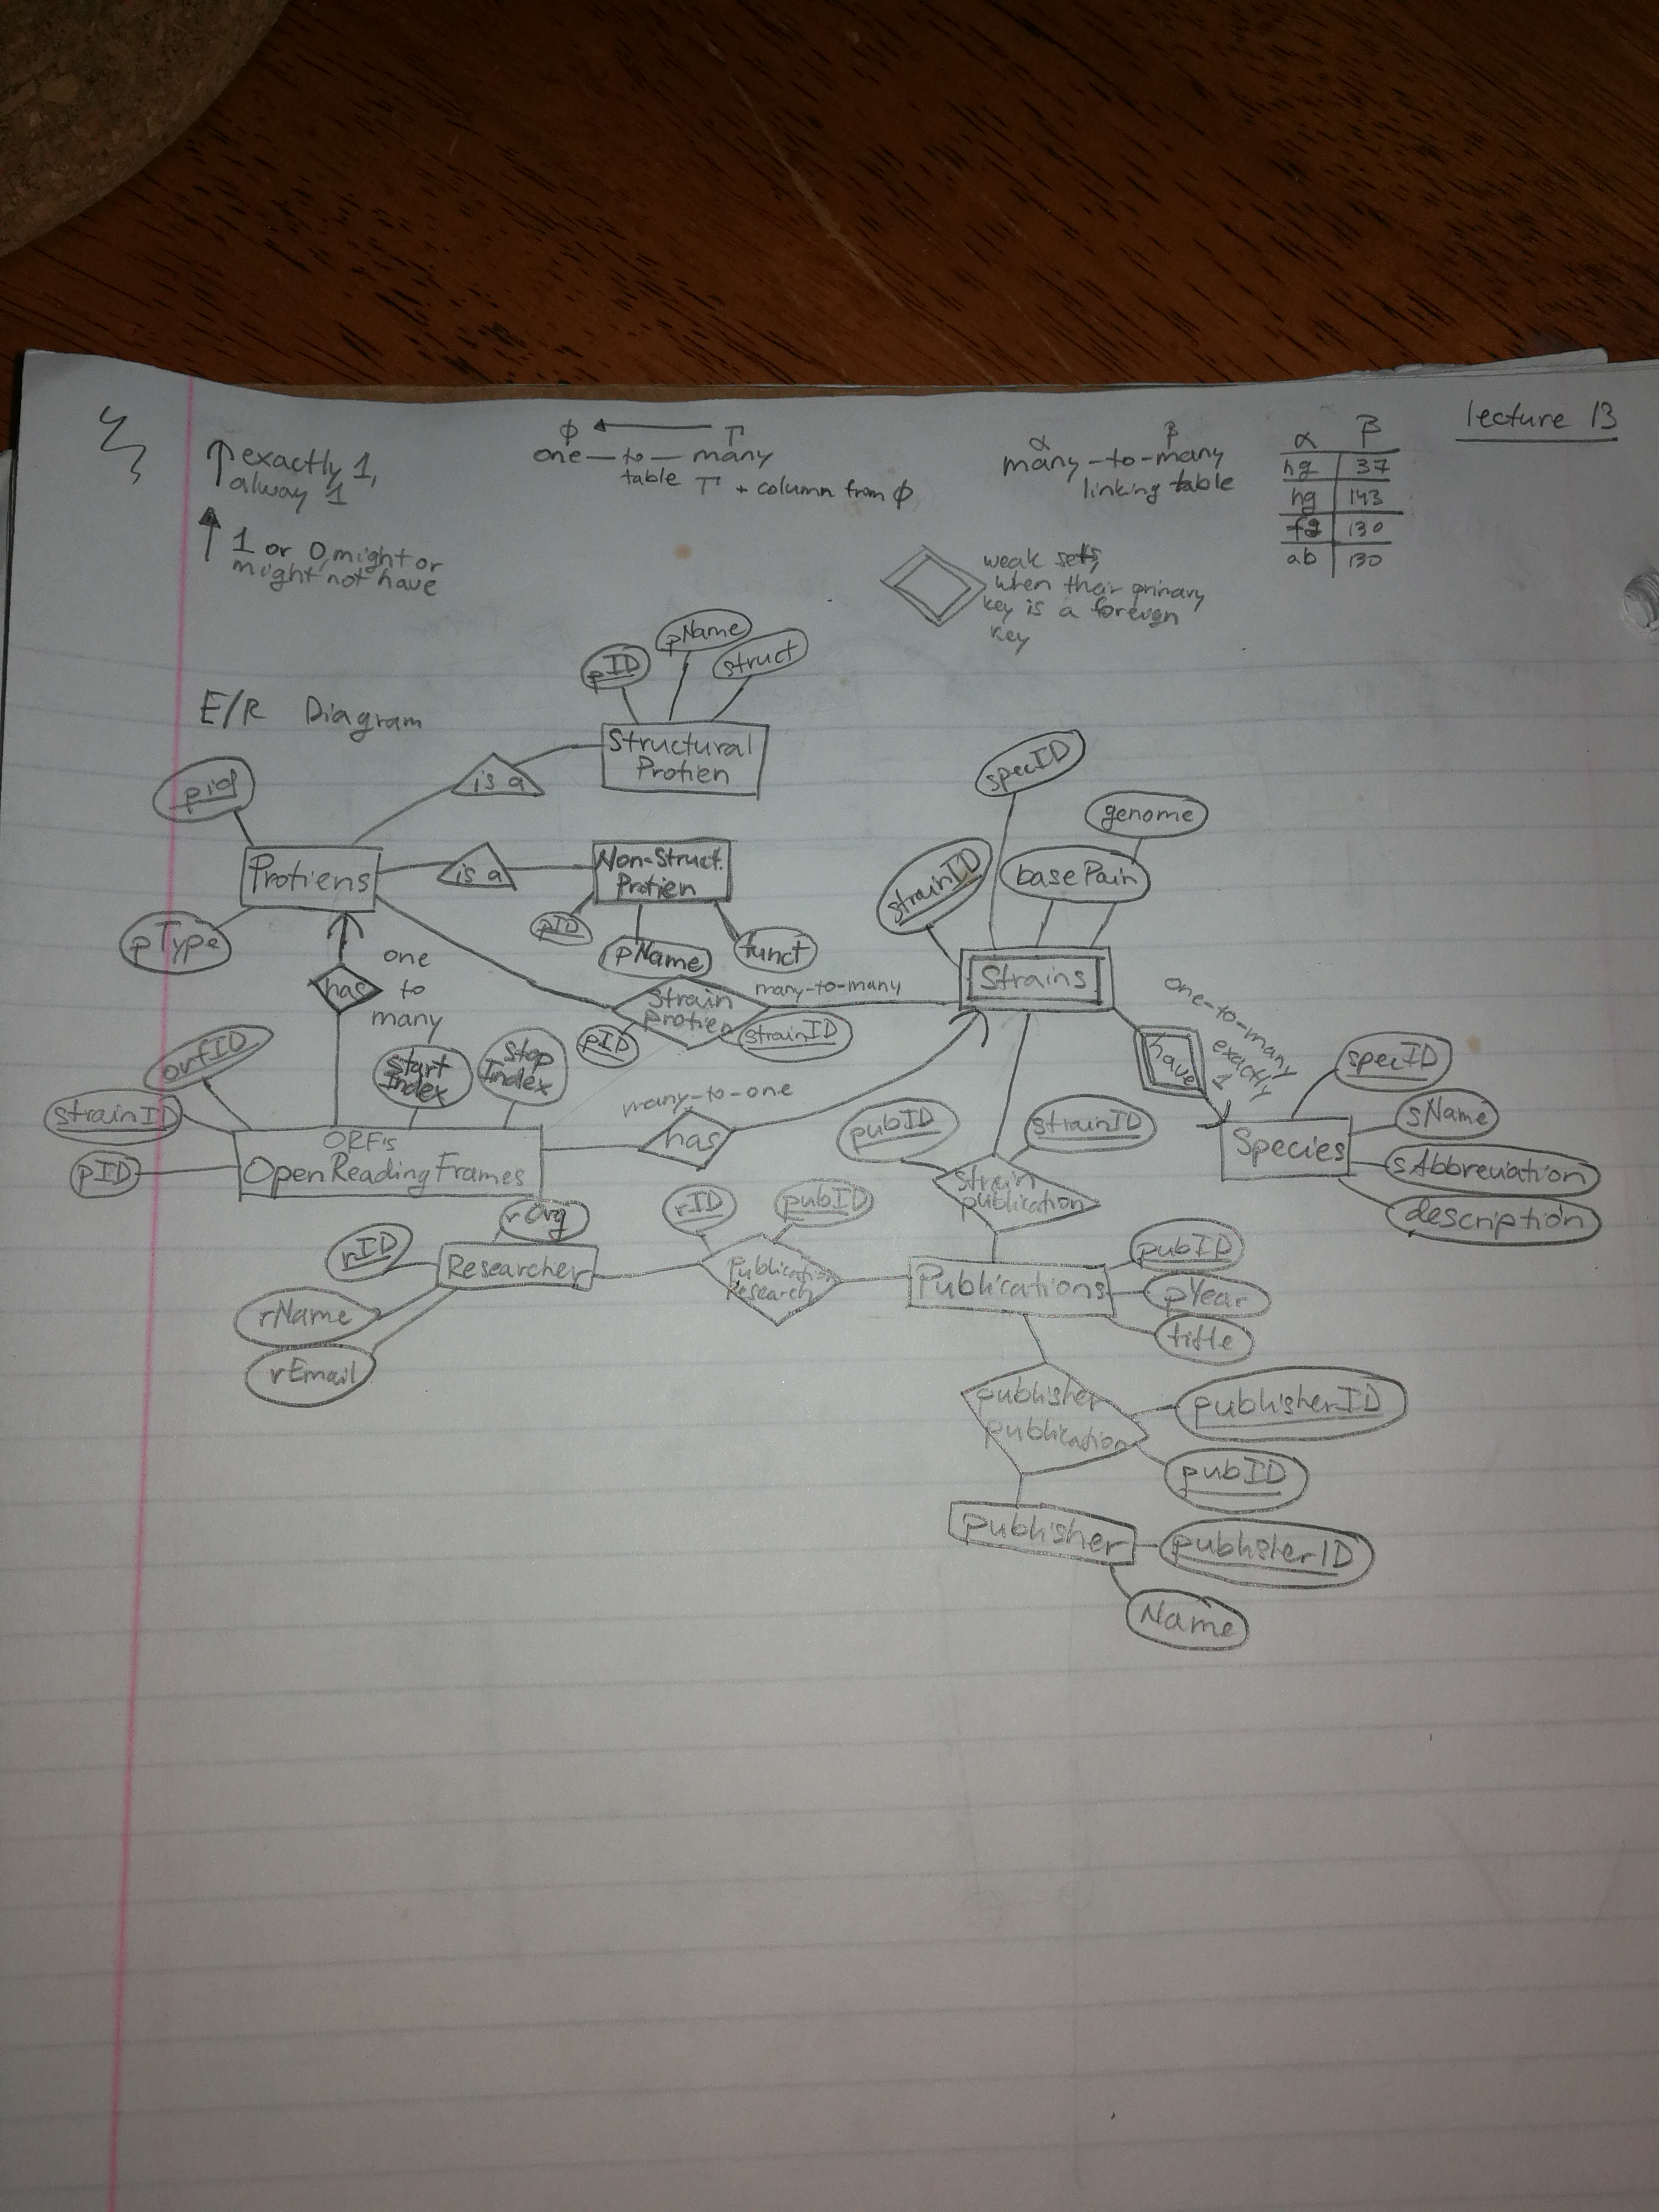 lecture 13
↑ exactly 1,
alway 1
↑ 1 or 0, might or
might not have
ϕ ← T
one — to — many
table T + column from ϕ
α β
many-to-many
linking table
α β
hg 37
hg 143
fg 130
ab 130
weak sets,
when their primary
key is a foreign
key
E/R Diagram
pID
pName
struct
Structural
Protien
is a
pid
Protiens
pType
is a
Non-Struct.
Protien
pID
pName
funct
specID
genome
strainID
basePair
Strains
has
one
to
many
Strain
protien
many-to-many
pID
strainID
one-to-many
exactly
1
have
orfID
strainID
pID
start
Index
Stop
Index
ORF's
OpenReadingFrames
many-to-one
has
pubID
strainID
strain
publication
specID
sName
sAbbreviation
description
Species
rOrg
rID
rName
rEmail
Researcher
rID
pubID
Publication
Research
Publications
pubID
pYear
title
publisher
publication
publisherID
pubID
publisher
publisherID
Name